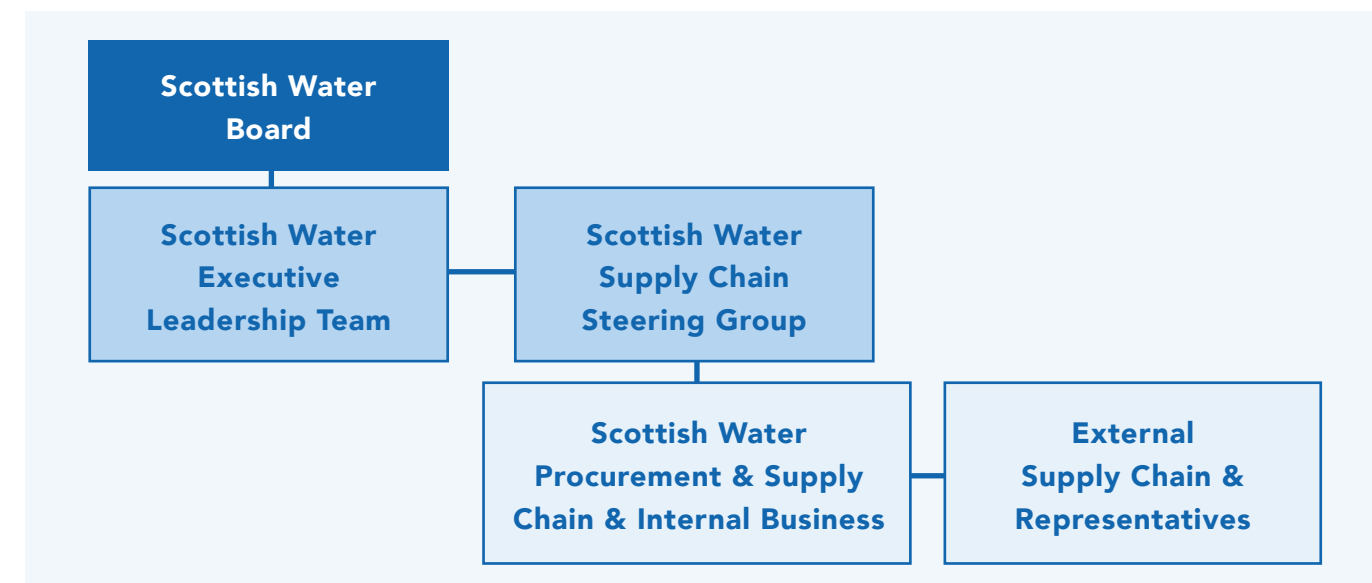 Scottish Water
Board
Scottish Water
Executive
Leadership Team
Scottish Water
Supply Chain
Steering Group
Scottish Water
Procurement & Supply
Chain & Internal Business
External
Supply Chain &
Representatives